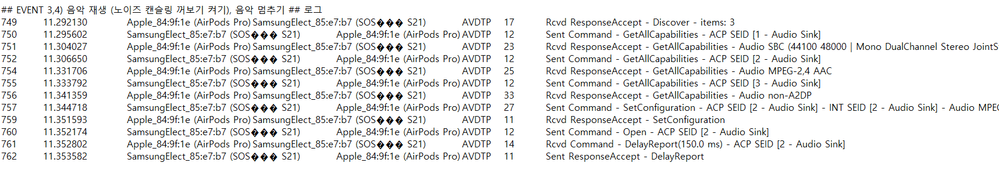 ## EVENT 3,4) 음악 재생 (노이즈 캔슬링 꺼보기 켜기), 음악 멈추기 ## 로그
749 11.292130 Apple_84:9f:1e (AirPods Pro) SamsungElect_85:e7:b7 (SOS��� S21) AVDTP 17 Rcvd ResponseAccept - Discover - items: 3
750 11.295602 SamsungElect_85:e7:b7 (SOS��� S21) Apple_84:9f:1e (AirPods Pro) AVDTP 12 Sent Command - GetAllCapabilities - ACP SEID [1 - Audio Sink]
751 11.304027 Apple_84:9f:1e (AirPods Pro) SamsungElect_85:e7:b7 (SOS��� S21) AVDTP 23 Rcvd ResponseAccept - GetAllCapabilities - Audio SBC (44100 48000 | Mono DualChannel Stereo JointSt
752 11.306650 SamsungElect_85:e7:b7 (SOS��� S21) Apple_84:9f:1e (AirPods Pro) AVDTP 12 Sent Command - GetAllCapabilities - ACP SEID [2 - Audio Sink]
754 11.331706 Apple_84:9f:1e (AirPods Pro) SamsungElect_85:e7:b7 (SOS��� S21) AVDTP 25 Rcvd ResponseAccept - GetAllCapabilities - Audio MPEG-2,4 AAC
755 11.333792 SamsungElect_85:e7:b7 (SOS��� S21) Apple_84:9f:1e (AirPods Pro) AVDTP 12 Sent Command - GetAllCapabilities - ACP SEID [3 - Audio Sink]
756 11.341359 Apple_84:9f:1e (AirPods Pro) SamsungElect_85:e7:b7 (SOS��� S21) AVDTP 33 Rcvd ResponseAccept - GetAllCapabilities - Audio non-A2DP
757 11.344718 SamsungElect_85:e7:b7 (SOS��� S21) Apple_84:9f:1e (AirPods Pro) AVDTP 27 Sent Command - SetConfiguration - ACP SEID [2 - Audio Sink] - INT SEID [2 - Audio Sink] - Audio MPEG
759 11.351593 Apple_84:9f:1e (AirPods Pro) SamsungElect_85:e7:b7 (SOS��� S21) AVDTP 11 Rcvd ResponseAccept - SetConfiguration
760 11.352174 SamsungElect_85:e7:b7 (SOS��� S21) Apple_84:9f:1e (AirPods Pro) AVDTP 12 Sent Command - Open - ACP SEID [2 - Audio Sink]
761 11.352802 Apple_84:9f:1e (AirPods Pro) SamsungElect_85:e7:b7 (SOS��� S21) AVDTP 14 Rcvd Command - DelayReport(150.0 ms) - ACP SEID [2 - Audio Sink]
762 11.353582 SamsungElect_85:e7:b7 (SOS��� S21) Apple_84:9f:1e (AirPods Pro) AVDTP 11 Sent ResponseAccept - DelayReport